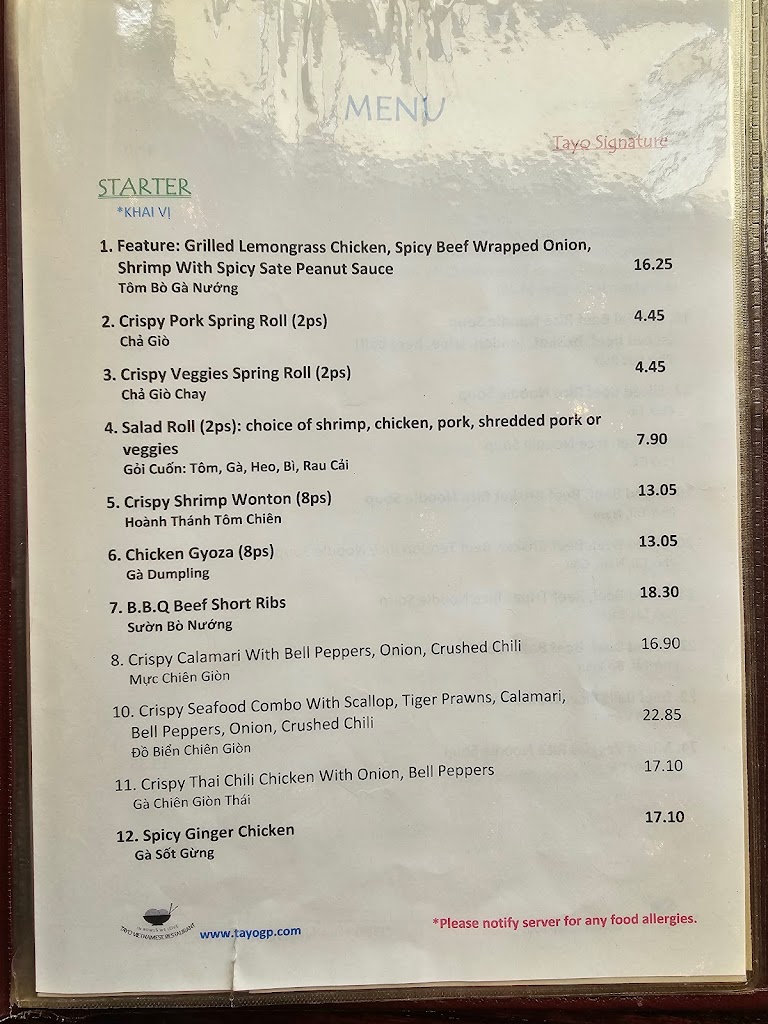 MENU
Tayo Signature
STARTER
*KHAI VỊ
1. Feature: Grilled Lemongrass Chicken, Spicy Beef Wrapped Onion,
Shrimp With Spicy Sate Peanut Sauce
16.25
Tôm Bò Gà Nướng
2. Crispy Pork Spring Roll (2ps)
4.45
Chả Giò
3. Crispy Veggies Spring Roll (2ps)
4.45
Chả Giò Chay
4. Salad Roll (2ps): choice of shrimp, chicken, pork, shredded pork or
veggies
7.90
Gỏi Cuốn: Tôm, Gà, Heo, Bì, Rau Cải
5. Crispy Shrimp Wonton (8ps)
13.05
Hoành Thánh Tôm Chiên
6. Chicken Gyoza (8ps)
13.05
Gà Dumpling
7. B.B.Q Beef Short Ribs
18.30
Sườn Bò Nướng
8. Crispy Calamari With Bell Peppers, Onion, Crushed Chili
16.90
Mực Chiên Giòn
10. Crispy Seafood Combo With Scallop, Tiger Prawns, Calamari,
Bell Peppers, Onion, Crushed Chili
22.85
Đồ Biển Chiên Giòn
11. Crispy Thai Chili Chicken With Onion, Bell Peppers
17.10
Gà Chiên Giòn Thái
12. Spicy Ginger Chicken
17.10
Gà Sốt Gừng
TAYO VIETNAMESE RESTAURANT
www.tayogp.com
*Please notify server for any food allergies.